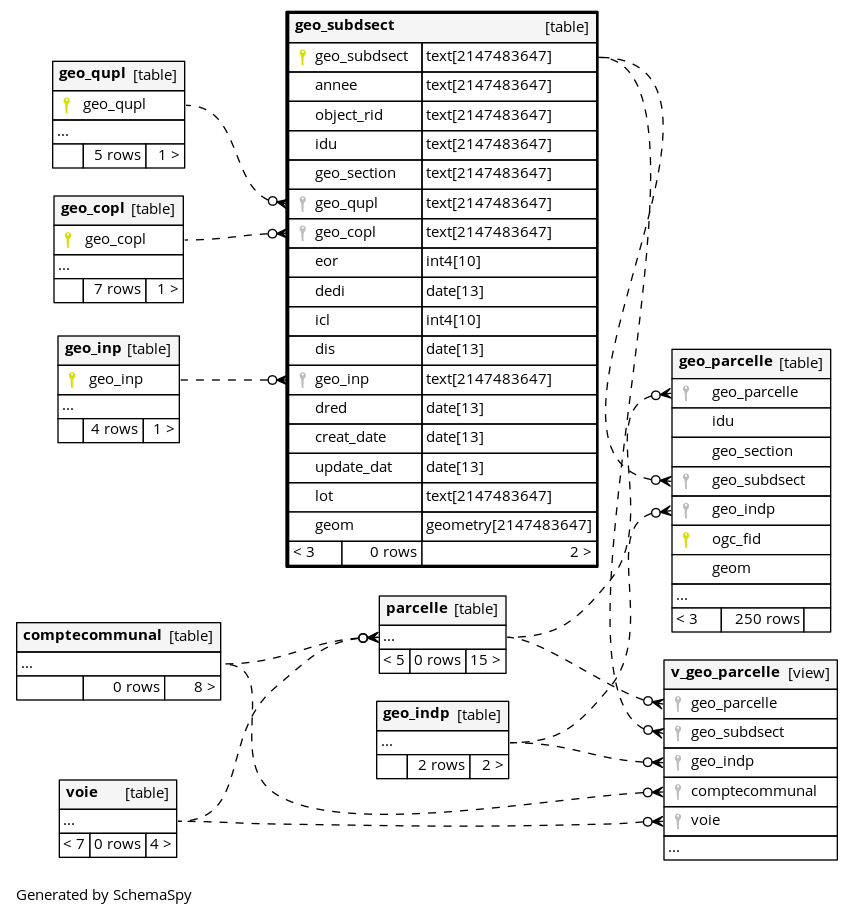 geo_subdsect [table]
geo_subdsect text[2147483647]
annee text[2147483647]
object_rid text[2147483647]
idu text[2147483647]
geo_section text[2147483647]
geo_qupl text[2147483647]
geo_copl text[2147483647]
eor int4[10]
dedi date[13]
icl int4[10]
dis date[13]
geo_inp text[2147483647]
dred date[13]
creat_date date[13]
update_dat date[13]
lot text[2147483647]
geom geometry[2147483647]
< 3 0 rows 2 >
geo_qupl [table]
geo_qupl
...
5 rows 1 >
geo_copl [table]
geo_copl
...
7 rows 1 >
geo_inp [table]
geo_inp
...
4 rows 1 >
geo_parcelle [table]
geo_parcelle
idu
geo_section
geo_subdsect
geo_indp
ogc_fid
geom
...
< 3 250 rows
parcelle [table]
...
< 5 0 rows 15 >
comptecommunal [table]
...
0 rows 8 >
geo_indp [table]
...
2 rows 2 >
v_geo_parcelle [view]
geo_parcelle
geo_subdsect
geo_indp
comptecommunal
voie
...
voie [table]
...
< 7 0 rows 4 >
Generated by SchemaSpy